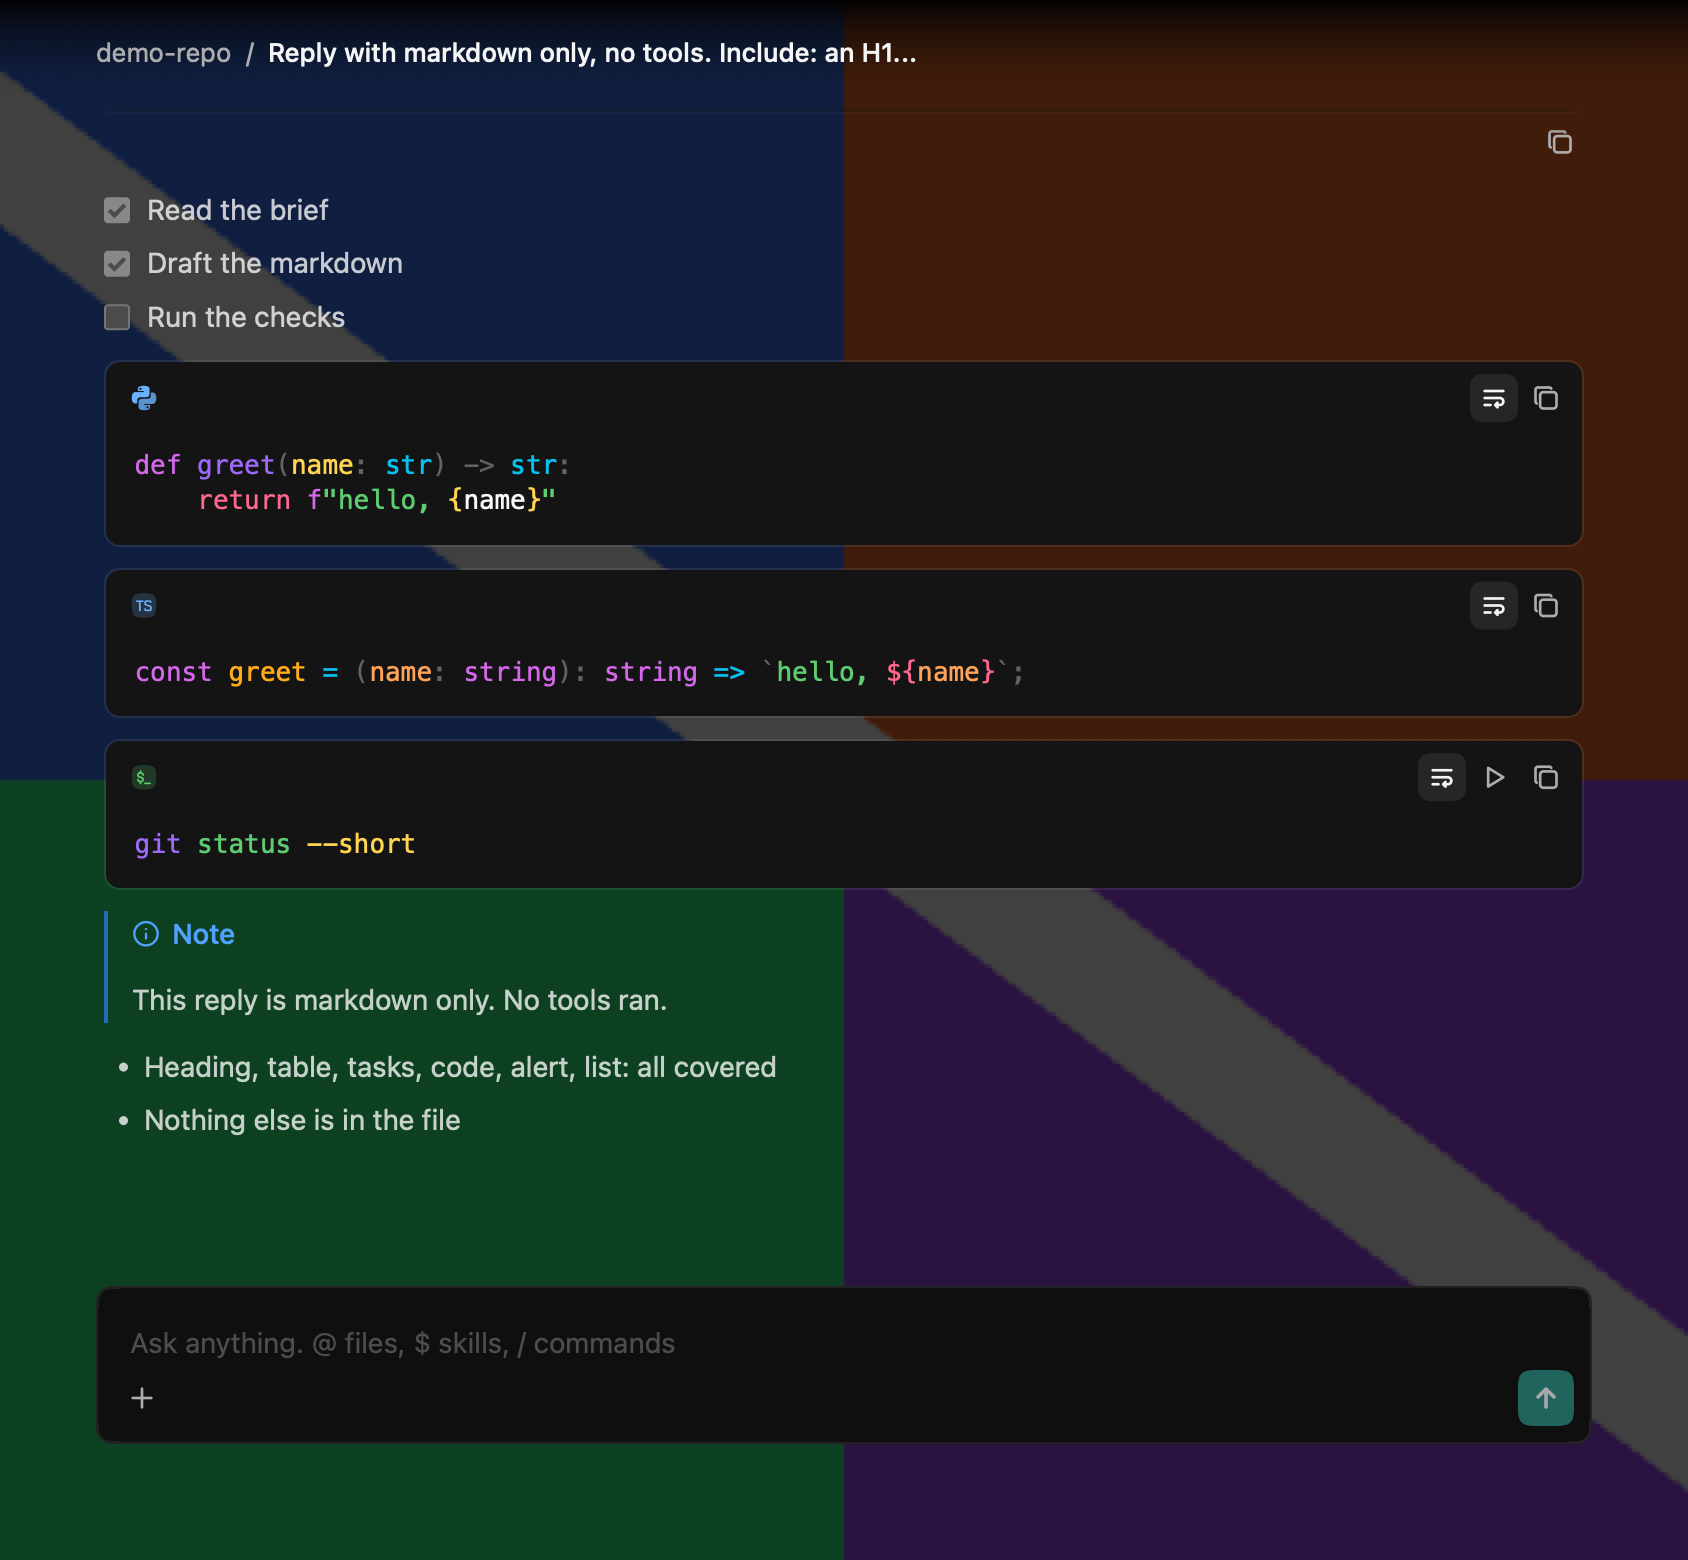 demo-repo / Reply with markdown only, no tools. Include: an H1...
Read the brief
Draft the markdown
Run the checks
def greet(name: str) -> str:
    return f"hello, {name}"
TS
const greet = (name: string): string => `hello, ${name}`;
$_
git status --short
Note
This reply is markdown only. No tools ran.
• Heading, table, tasks, code, alert, list: all covered
• Nothing else is in the file
Ask anything. @ files, $ skills, / commands